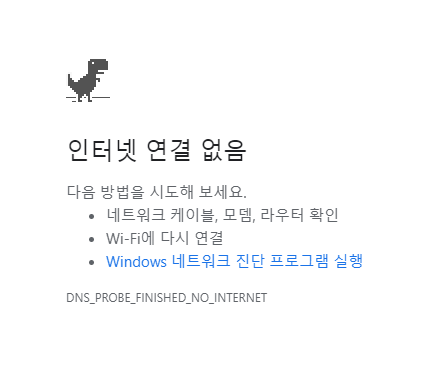 인터넷 연결 없음
다음 방법을 시도해 보세요.
네트워크 케이블, 모뎀, 라우터 확인
Wi-Fi에 다시 연결
Windows 네트워크 진단 프로그램 실행
DNS_PROBE_FINISHED_NO_INTERNET